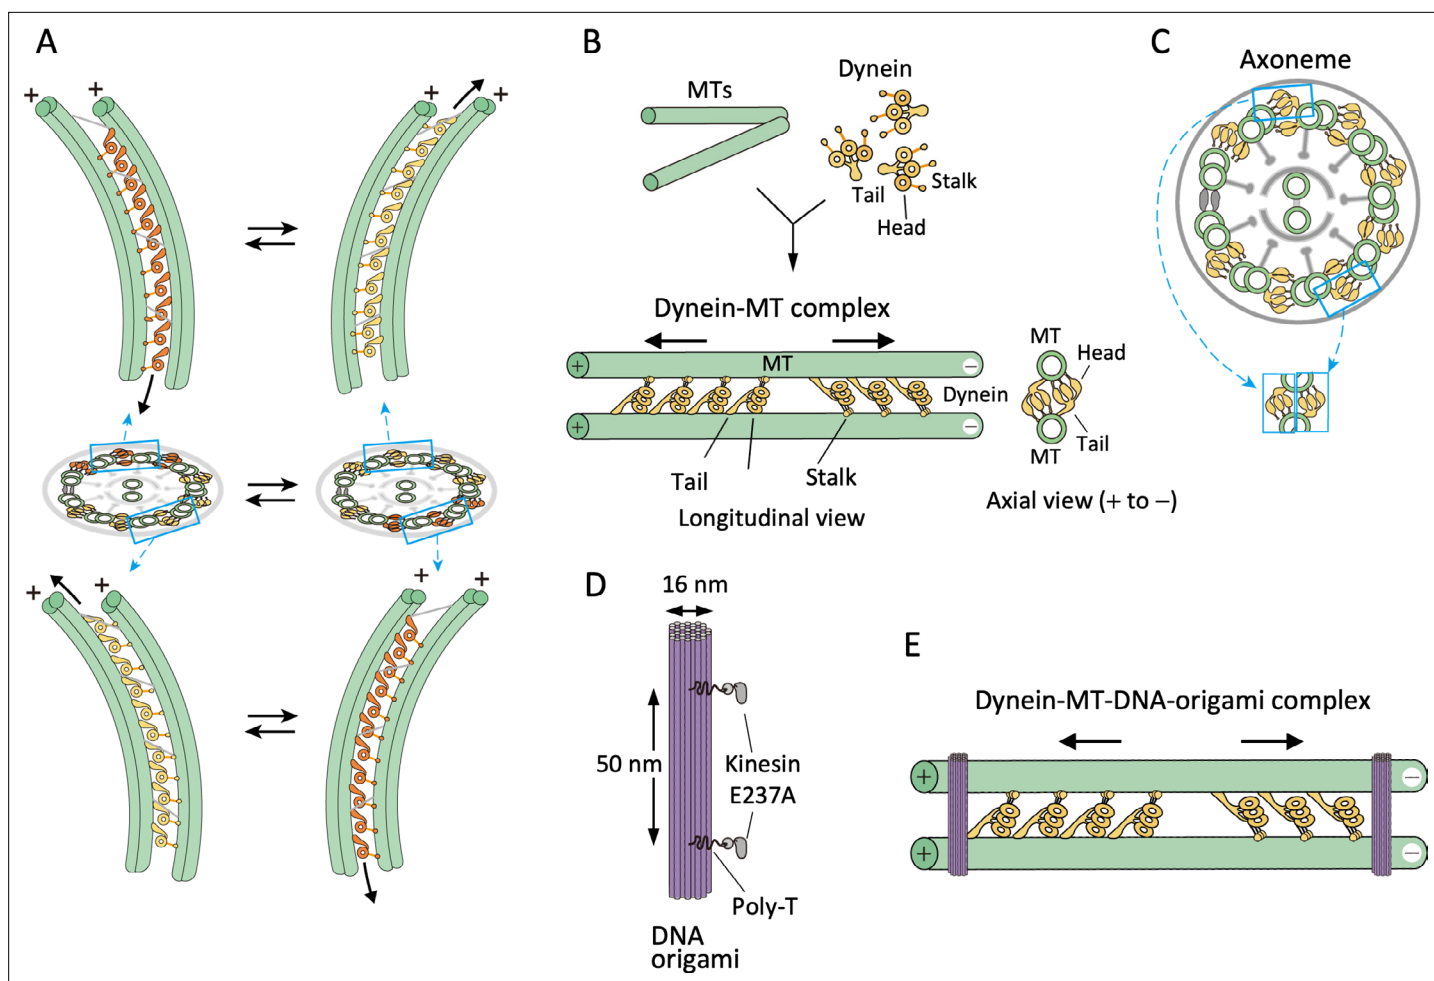 A
+
+
+
+
+
+
+
+
B
MTs
Dynein
Tail
Stalk
Head
Dynein-MT complex
+
MT
−
Dynein
+
−
Tail
Stalk
Longitudinal view
MT
Head
Tail
MT
Axial view (+ to −)
C
Axoneme
D
16 nm
50 nm
Kinesin
E237A
Poly-T
DNA
origami
E
Dynein-MT-DNA-origami complex
+
−
+
−